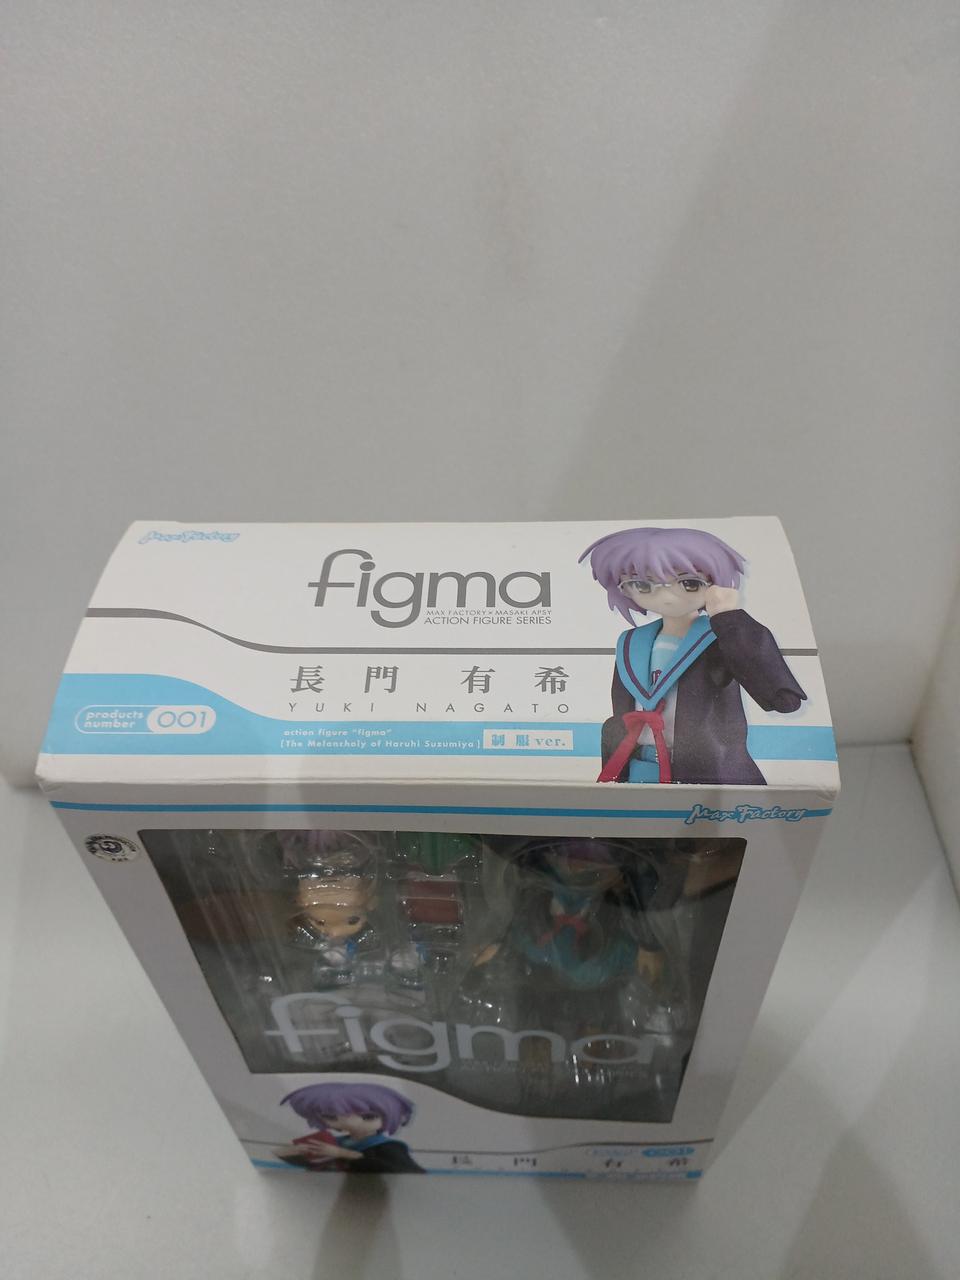 Max Factory
figma
MAX FACTORY × MASAKI APSY
ACTION FIGURE SERIES
長門 有希
YUKI NAGATO
products number 001
action figure "figma"
[The Melancholy of Haruhi Suzumiya] 制服 ver.
Max Factory
figma
長門 有希